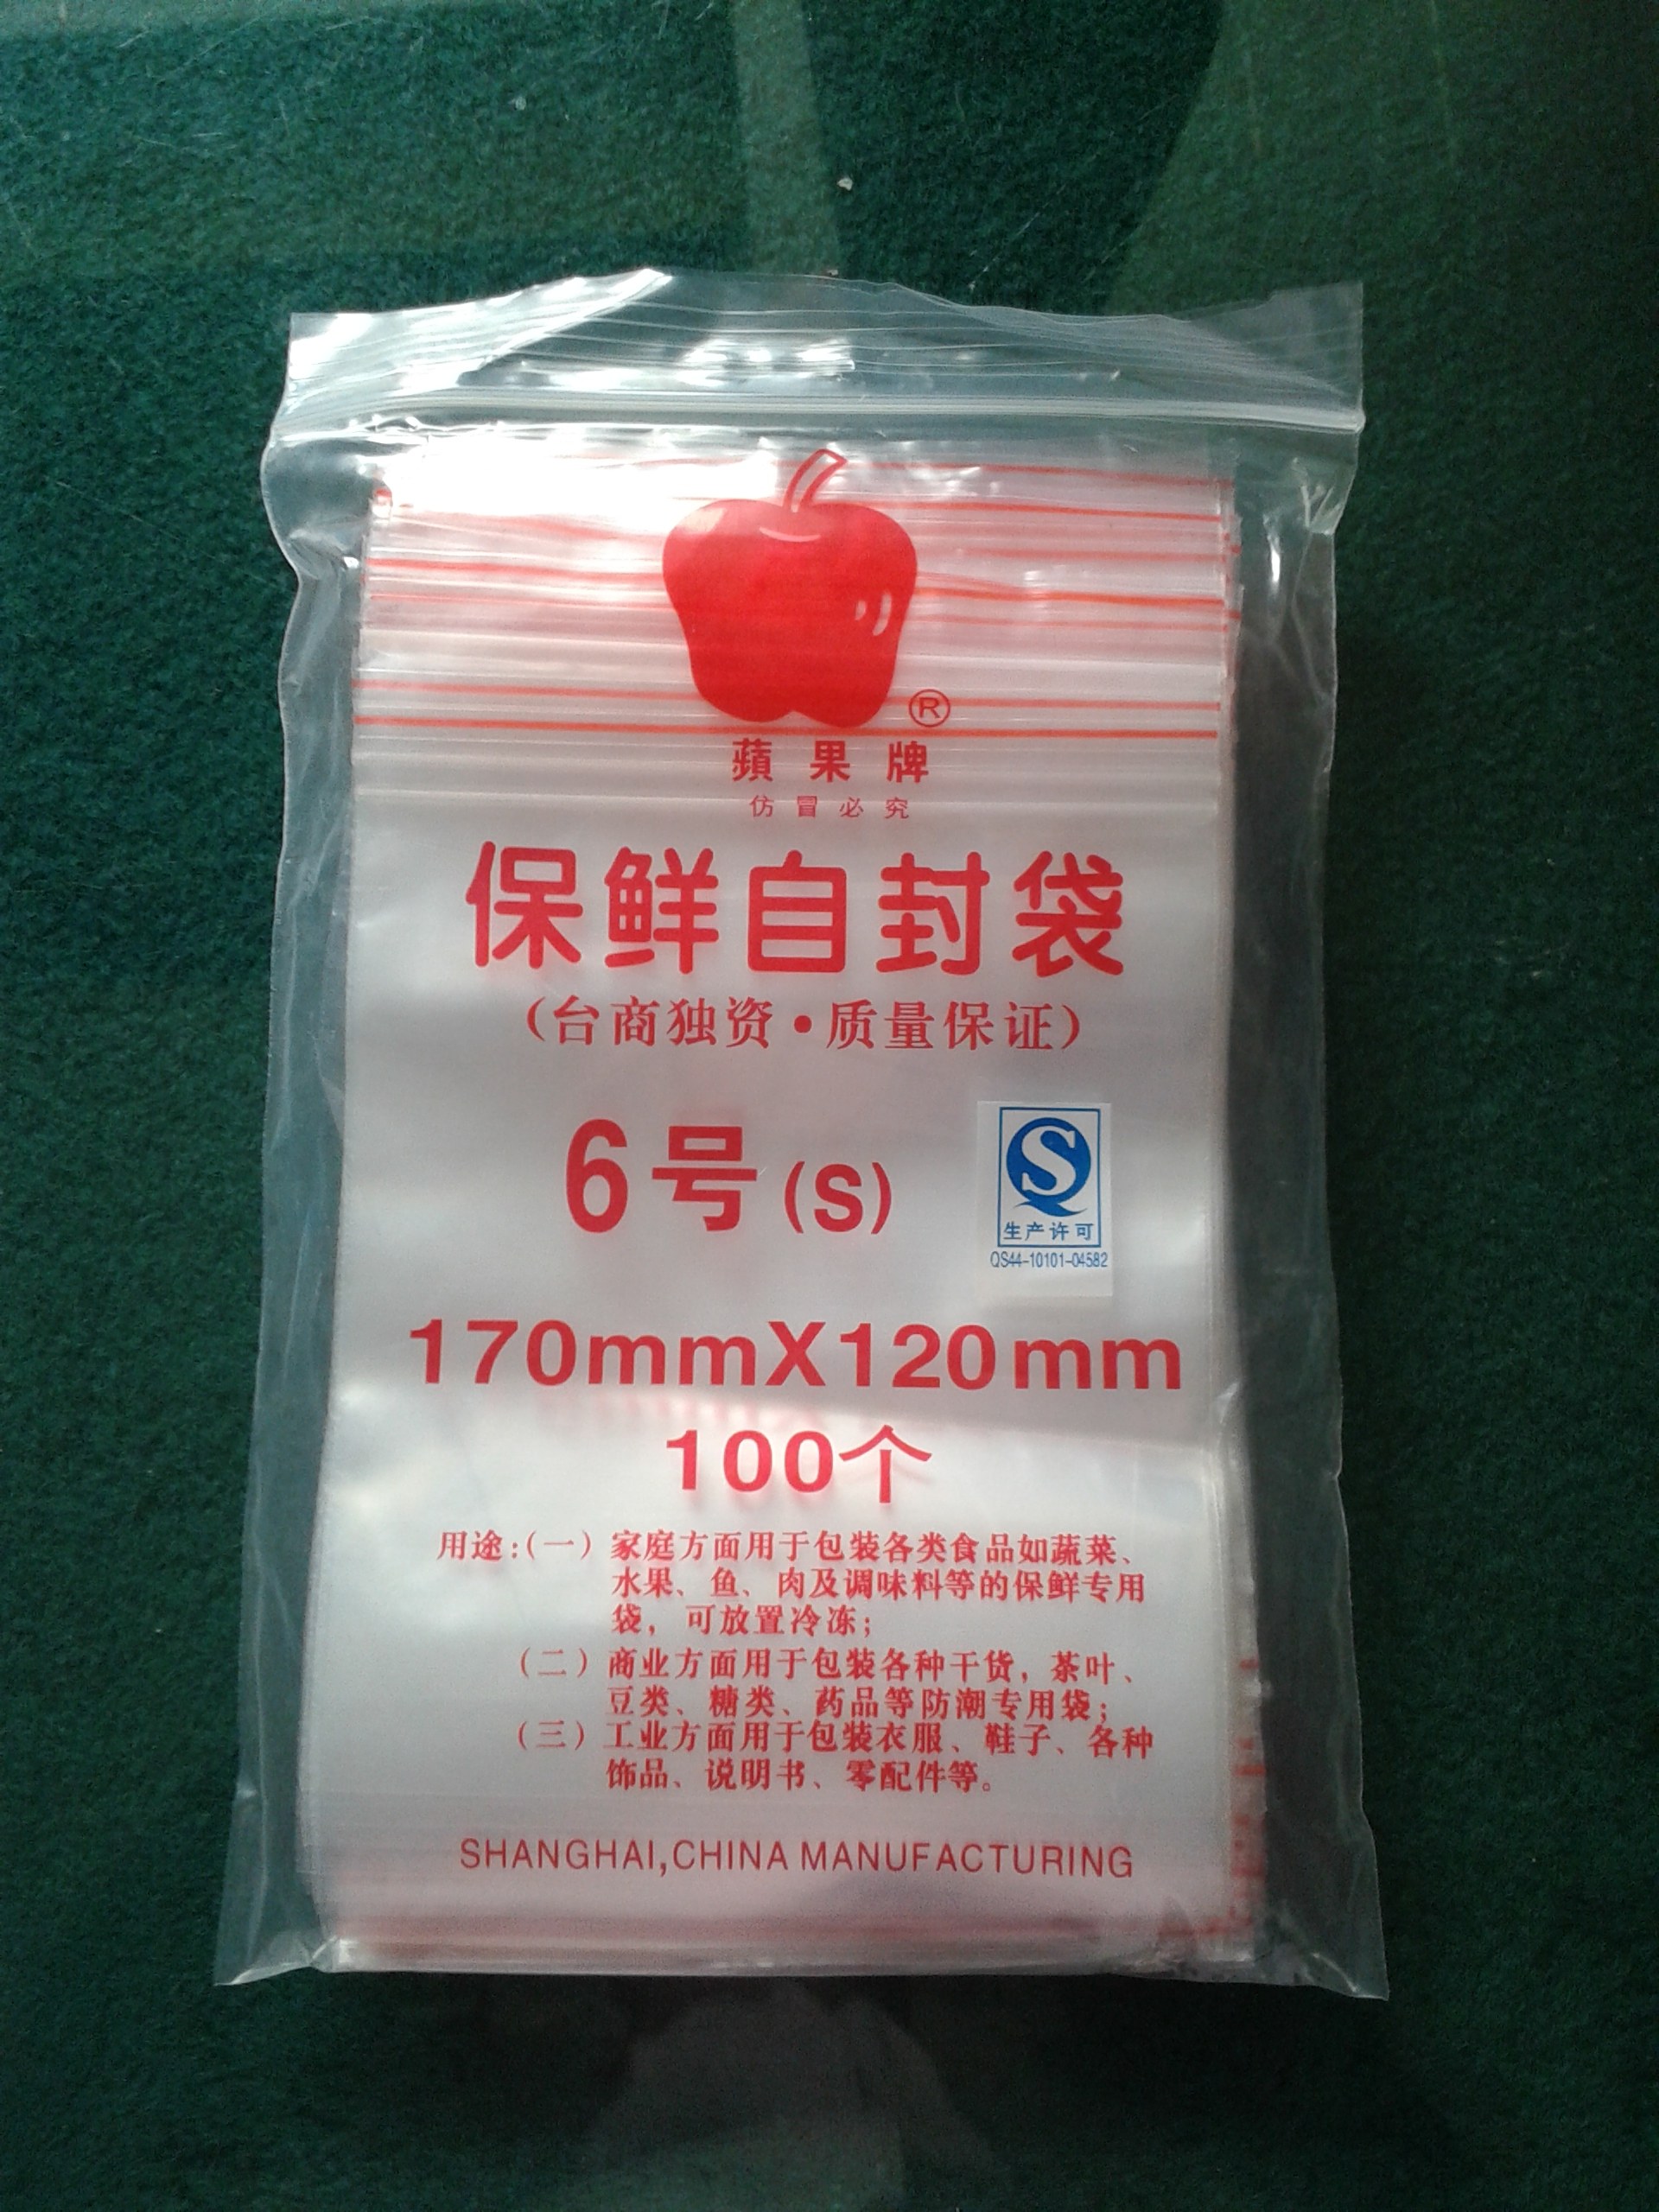 ®
蘋果牌
仿冒必究
保鲜自封袋
(台商独资·质量保证)
6号(S)
S
生产许可
QS44-10101-04582
170mmX120mm
100个
用途:(一)家庭方面用于包装各类食品如蔬菜、
水果、鱼、肉及调味料等的保鲜专用
袋，可放置冷冻;
(二)商业方面用于包装各种干货，茶叶、
豆类、糖类、药品等防潮专用袋;
(三)工业方面用于包装衣服、鞋子、各种
饰品、说明书、零配件等。
SHANGHAI,CHINA MANUFACTURING